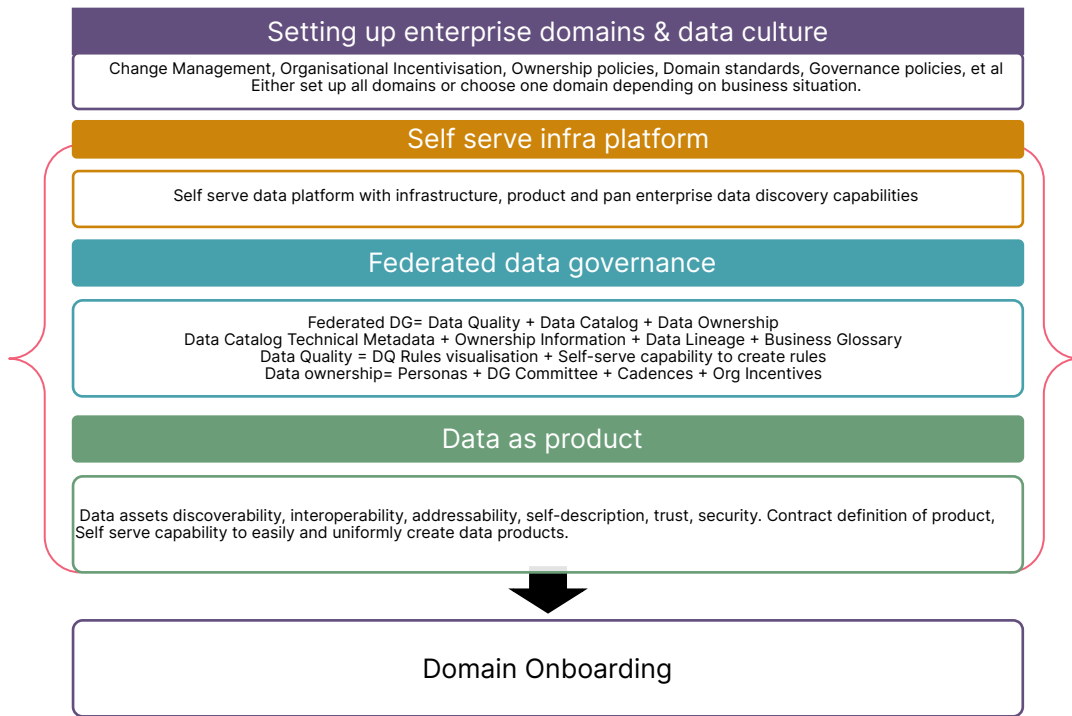 Setting up enterprise domains & data culture
Change Management, Organisational Incentivisation, Ownership policies, Domain standards, Governance policies, et al
Either set up all domains or choose one domain depending on business situation.
Self serve infra platform
Self serve data platform with infrastructure, product and pan enterprise data discovery capabilities
Federated data governance
Federated DG= Data Quality + Data Catalog + Data Ownership
Data Catalog Technical Metadata + Ownership Information + Data Lineage + Business Glossary
Data Quality = DQ Rules visualisation + Self-serve capability to create rules
Data ownership= Personas + DG Committee + Cadences + Org Incentives
Data as product
Data assets discoverability, interoperability, addressability, self-description, trust, security. Contract definition of product,
Self serve capability to easily and uniformly create data products.
Domain Onboarding